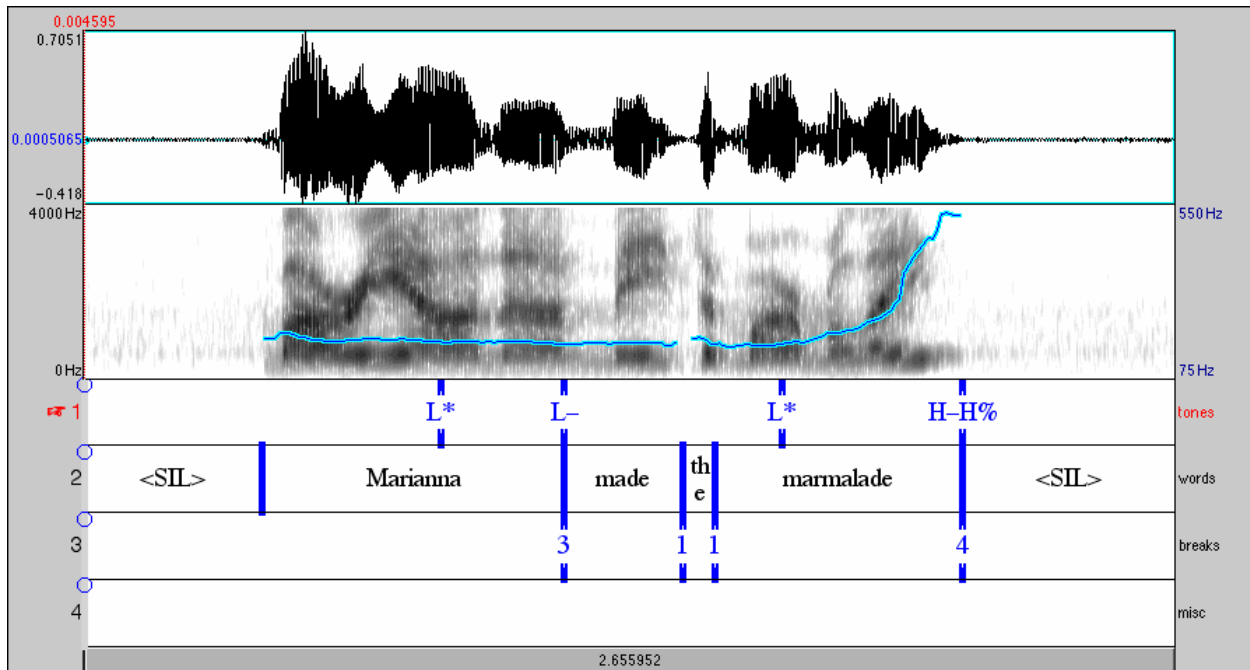 0.004595
0.7051
0.0005065
−0.418
4000 Hz
550 Hz
0 Hz
75 Hz
1 L* L− L* H−H% tones
2 <SIL> Marianna made the marmalade <SIL> words
3 3 1 1 4 breaks
4 misc
2.655952